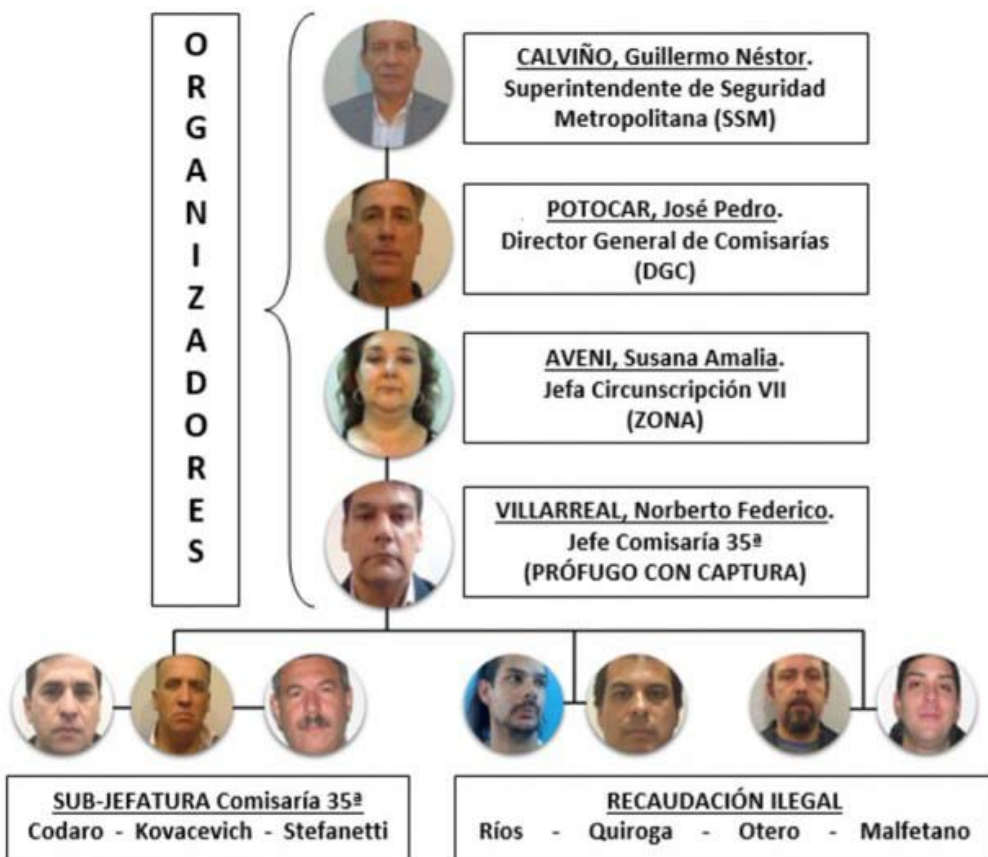 ORGANIZADORES
CALVIÑO, Guillermo Néstor.
Superintendente de Seguridad
Metropolitana (SSM)
POTOCAR, José Pedro.
Director General de Comisarías
(DGC)
AVENI, Susana Amalia.
Jefa Circunscripción VII
(ZONA)
VILLARREAL, Norberto Federico.
Jefe Comisaría 35ª
(PRÓFUGO CON CAPTURA)
SUB-JEFATURA Comisaría 35ª
Codaro - Kovacevich - Stefanetti
RECAUDACIÓN ILEGAL
Ríos - Quiroga - Otero - Malfetano